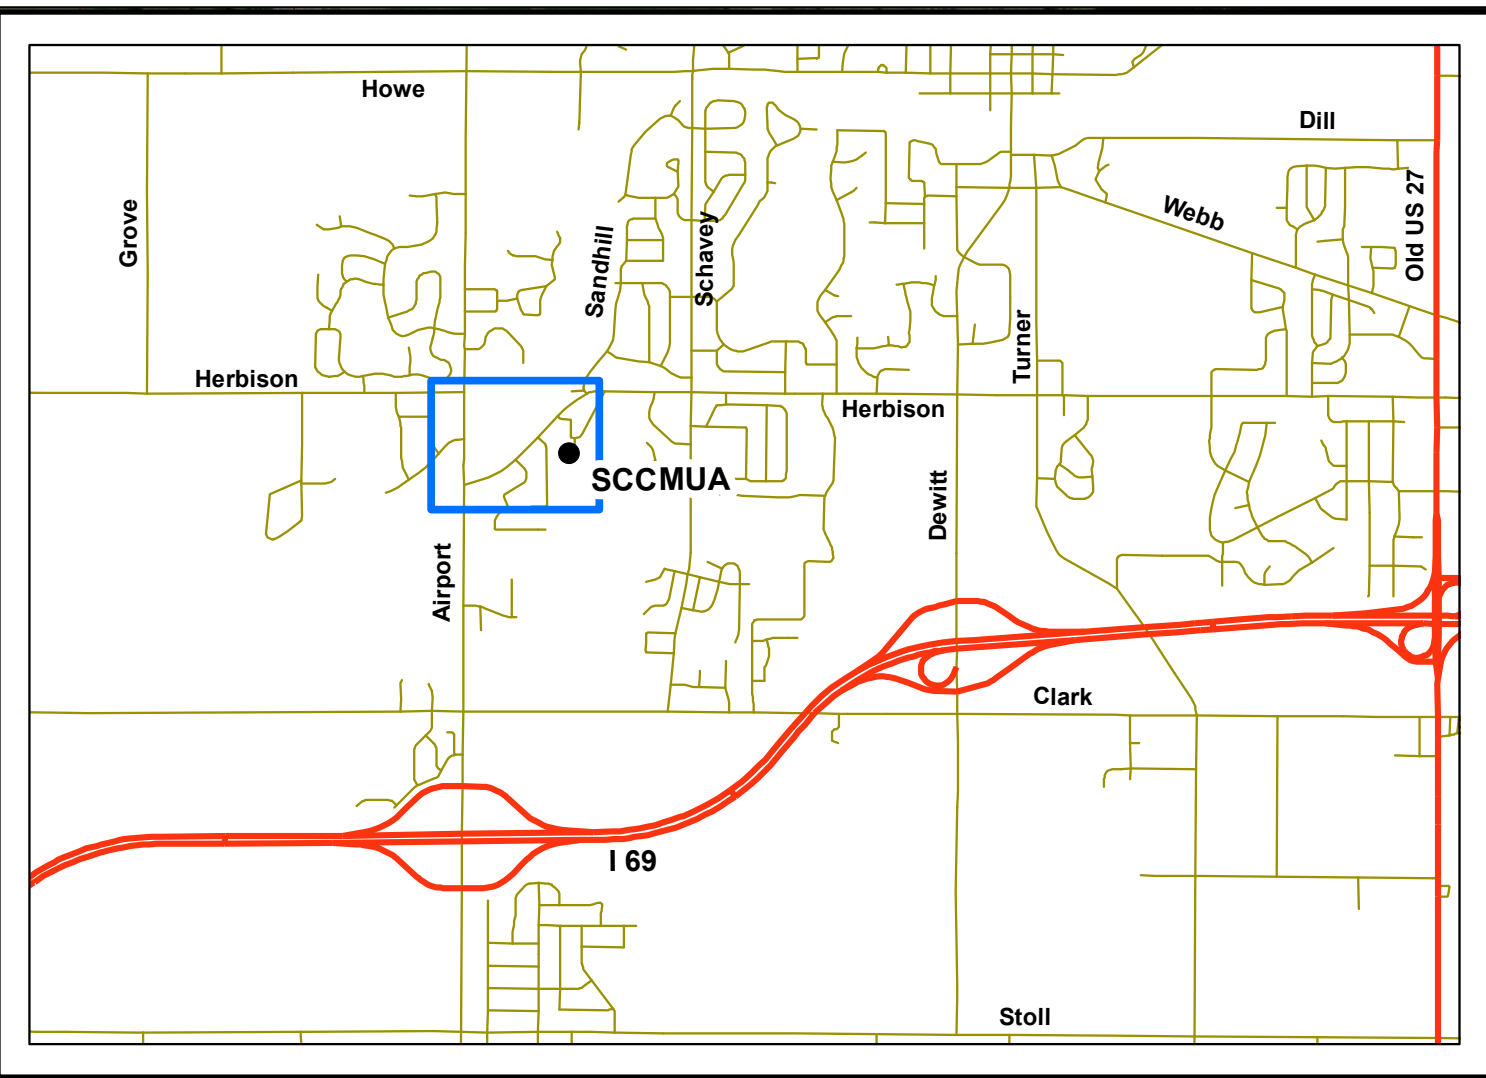 Howe
Dill
Grove
Sandhill
Schavey
Webb
Old US 27
Turner
Herbison
Herbison
SCCMUA
Dewitt
Airport
Clark
I 69
Stoll